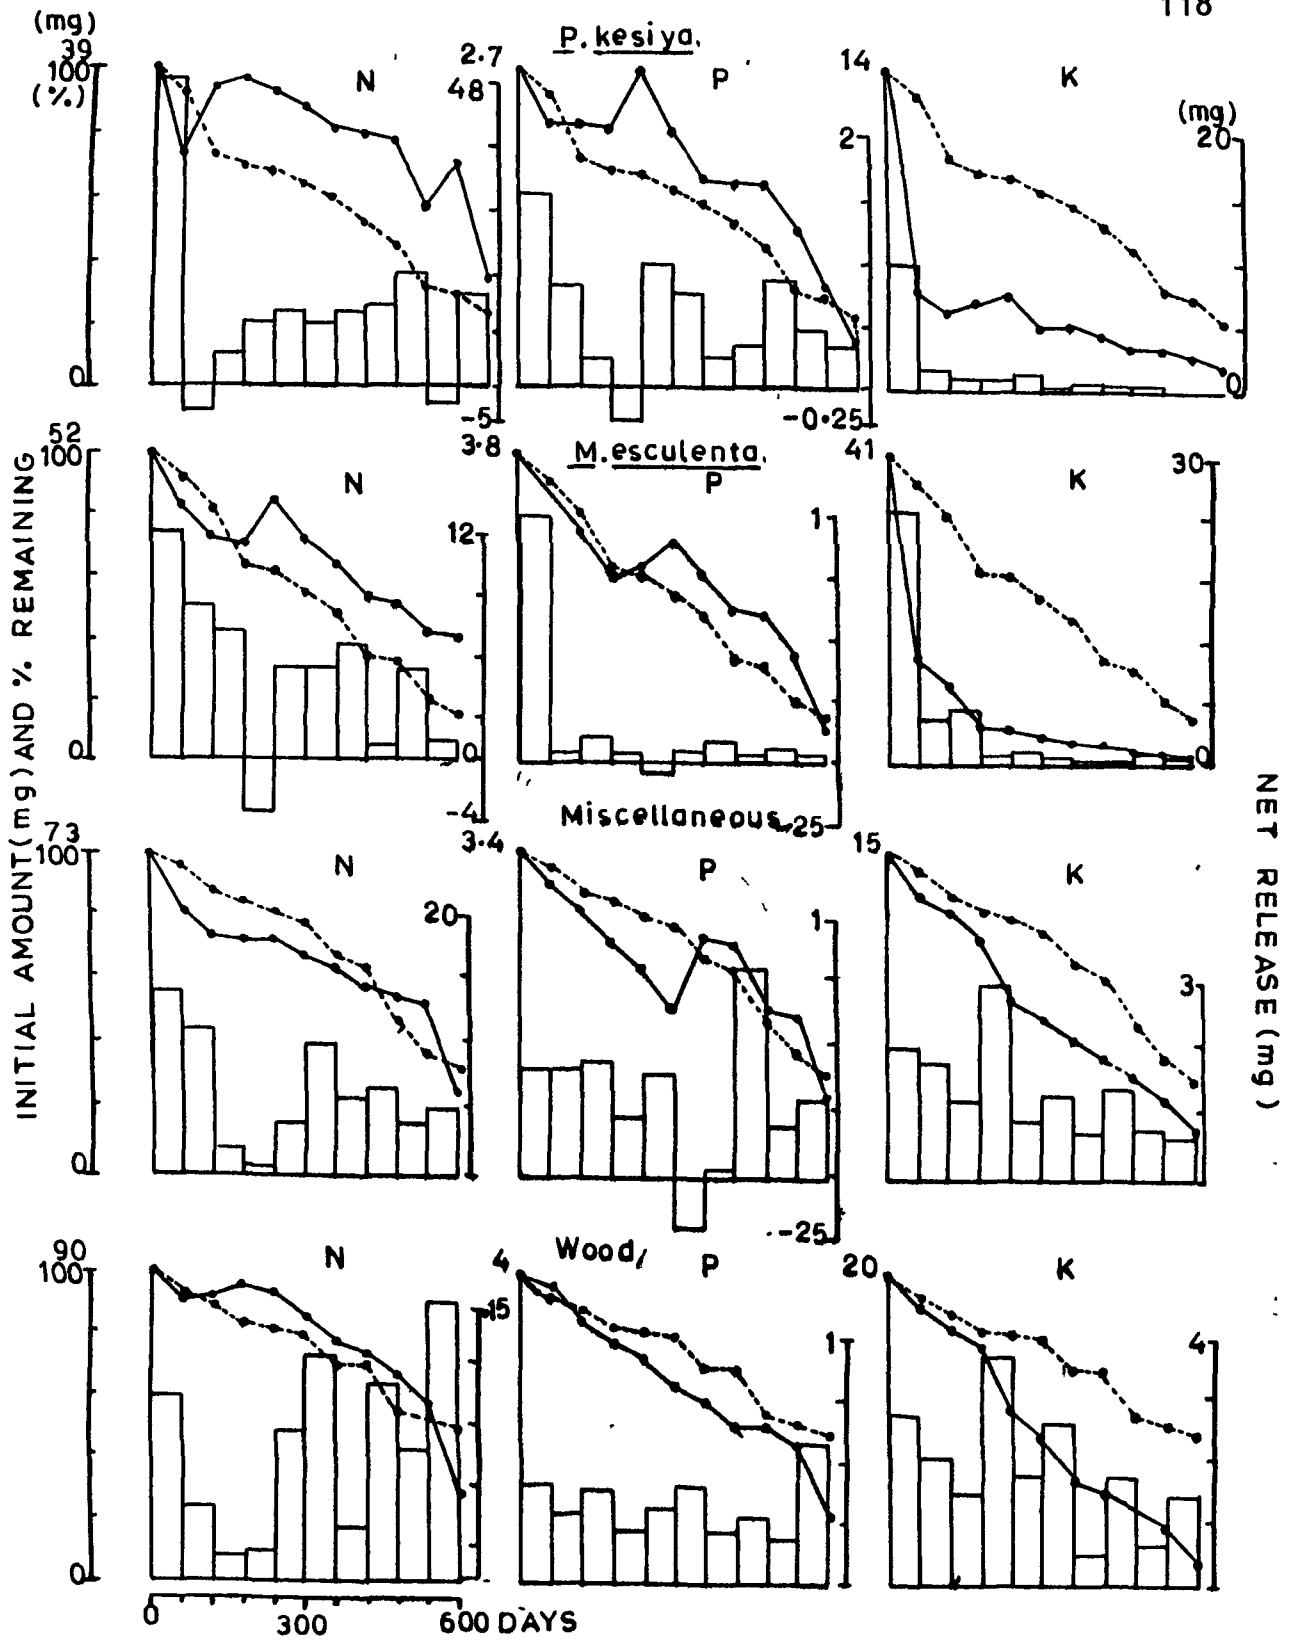 118
(mg)
39
100
(%)
0
P. kesiya.
N
48
-5
2.7
P
2
-0.25
14
K
(mg)
20
0
52
100
0
M. esculenta.
N
12
0
-4
3.8
P
1
-.25
41
K
30
0
73
100
0
Miscellaneous
N
20
3.4
P
1
-.25
15
K
3
90
100
0
Wood
N
15
4
P
1
20
K
4
0 300 600 DAYS
INITIAL AMOUNT (mg) AND % REMAINING
NET RELEASE (mg)